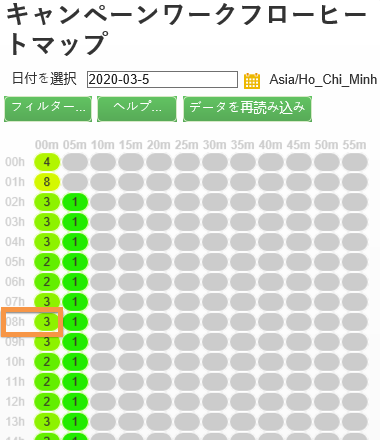 キャンペーンワークフローヒー
トマップ
日付を選択 2020-03-5 Asia/Ho_Chi_Minh
フィルター... ヘルプ... データを再読み込み
00m 05m 10m 15m 20m 25m 30m 35m 40m 45m 50m 55m
00h 4
01h 8
02h 3 1
03h 3 1
04h 3 1
05h 2 1
06h 2 1
07h 3 1
08h 3 1
09h 3 1
10h 2 1
11h 2 1
12h 2 1
13h 3 1